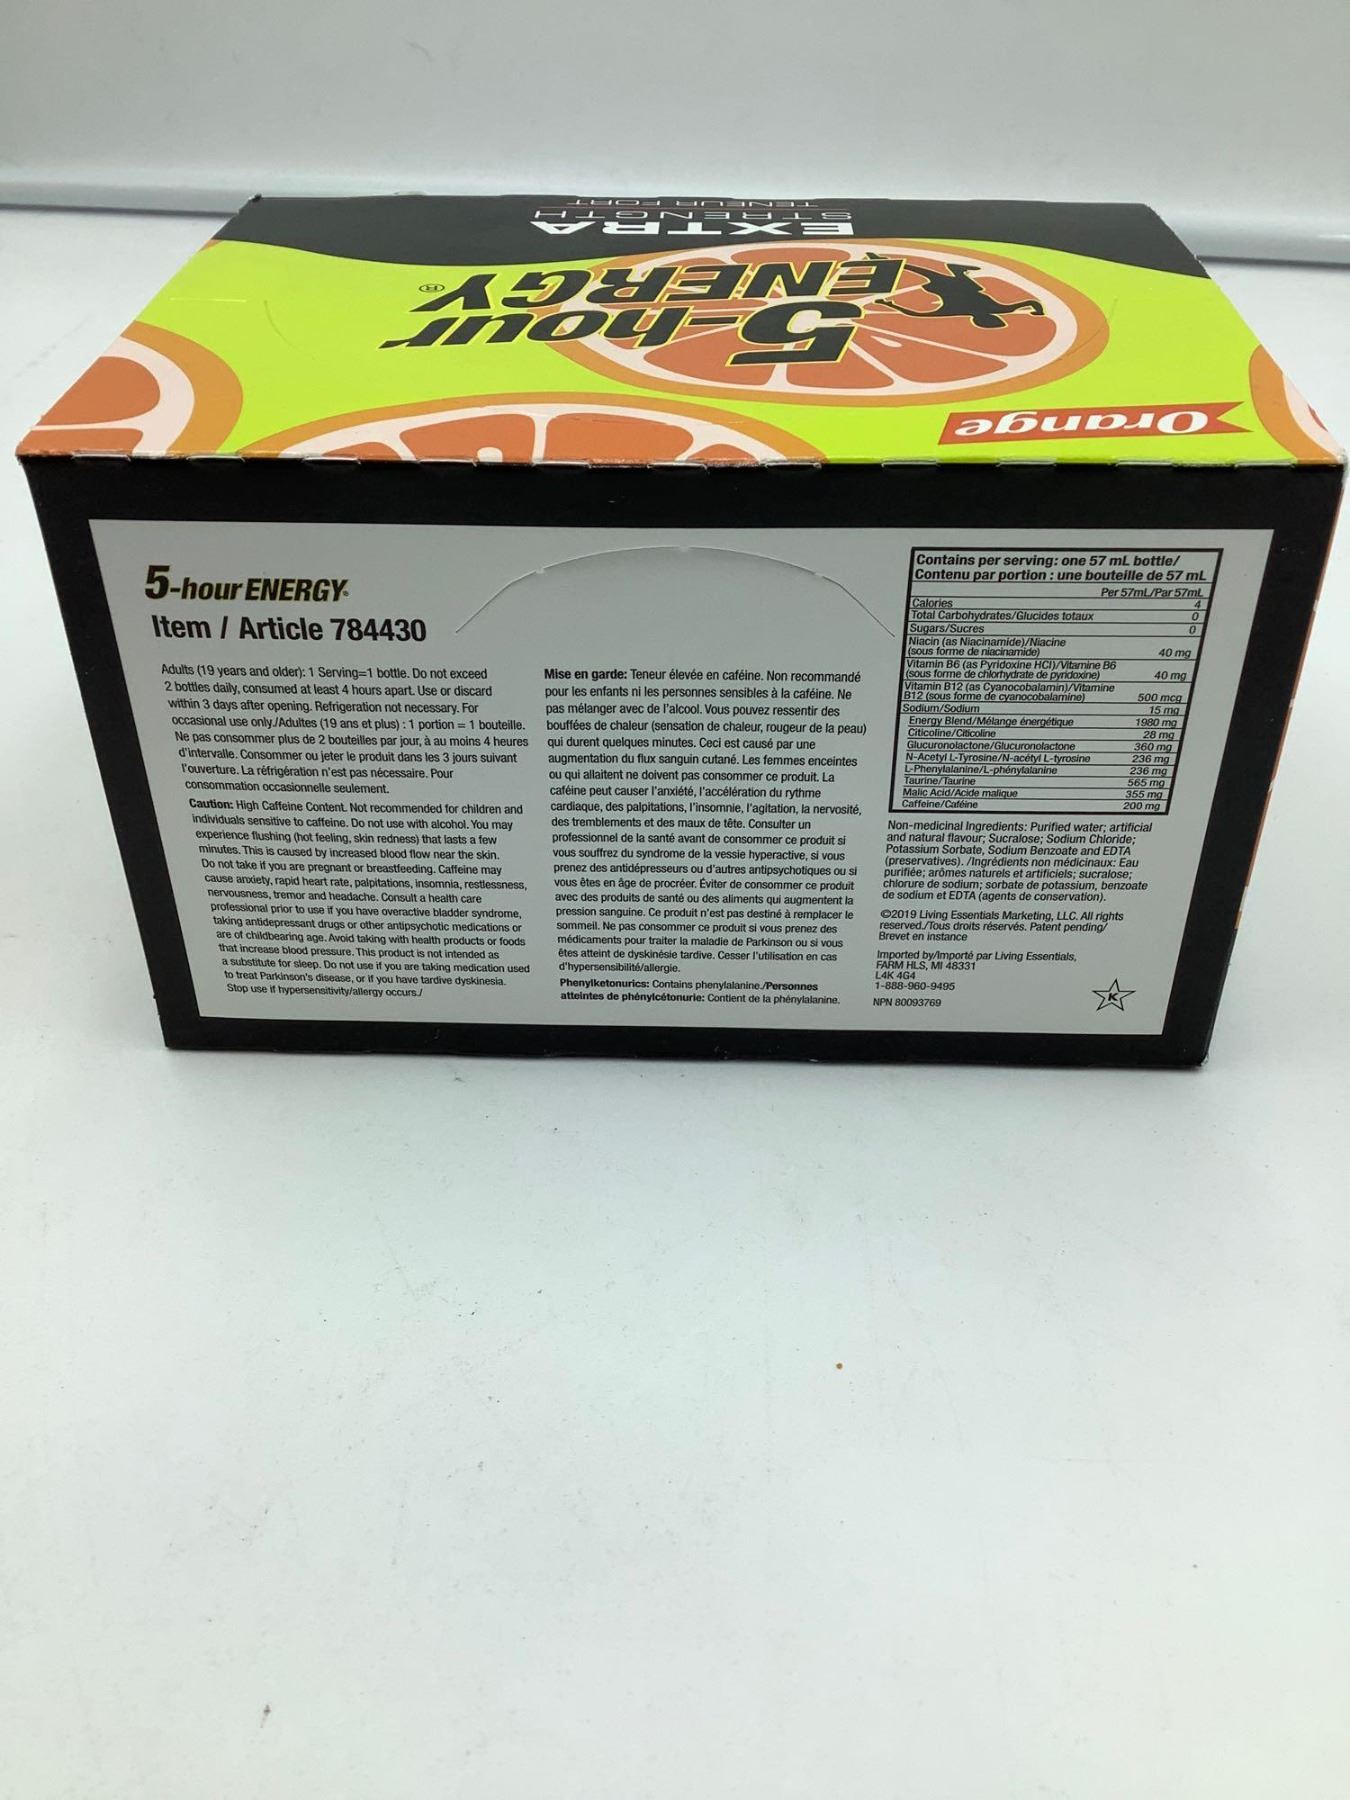 EXTRA
STRENGTH
TENEUR FORT
5-hour
ENERGY®
Orange
5-hour ENERGY®
Item / Article 784430
Adults (19 years and older): 1 Serving=1 bottle. Do not exceed
2 bottles daily, consumed at least 4 hours apart. Use or discard
within 3 days after opening. Refrigeration not necessary. For
occasional use only./Adultes (19 ans et plus) : 1 portion = 1 bouteille.
Ne pas consommer plus de 2 bouteilles par jour, à au moins 4 heures
d'intervalle. Consommer ou jeter le produit dans les 3 jours suivant
l'ouverture. La réfrigération n'est pas nécessaire. Pour
consommation occasionnelle seulement.
Caution: High Caffeine Content. Not recommended for children and
individuals sensitive to caffeine. Do not use with alcohol. You may
experience flushing (hot feeling, skin redness) that lasts a few
minutes. This is caused by increased blood flow near the skin.
Do not take if you are pregnant or breastfeeding. Caffeine may
cause anxiety, rapid heart rate, palpitations, insomnia, restlessness,
nervousness, tremor and headache. Consult a health care
professional prior to use if you have overactive bladder syndrome,
taking antidepressant drugs or other antipsychotic medications or
are of childbearing age. Avoid taking with health products or foods
that increase blood pressure. This product is not intended as
a substitute for sleep. Do not use if you are taking medication used
to treat Parkinson's disease, or if you have tardive dyskinesia.
Stop use if hypersensitivity/allergy occurs./
Mise en garde: Teneur élevée en caféine. Non recommandé
pour les enfants ni les personnes sensibles à la caféine. Ne
pas mélanger avec de l'alcool. Vous pouvez ressentir des
bouffées de chaleur (sensation de chaleur, rougeur de la peau)
qui durent quelques minutes. Ceci est causé par une
augmentation du flux sanguin cutané. Les femmes enceintes
ou qui allaitent ne doivent pas consommer ce produit. La
caféine peut causer l'anxiété, l'accélération du rythme
cardiaque, des palpitations, l'insomnie, l'agitation, la nervosité,
des tremblements et des maux de tête. Consulter un
professionnel de la santé avant de consommer ce produit si
vous souffrez du syndrome de la vessie hyperactive, si vous
prenez des antidépresseurs ou d'autres antipsychotiques ou si
vous êtes en âge de procréer. Éviter de consommer ce produit
avec des produits de santé ou des aliments qui augmentent la
pression sanguine. Ce produit n'est pas destiné à remplacer le
sommeil. Ne pas consommer ce produit si vous prenez des
médicaments pour traiter la maladie de Parkinson ou si vous
êtes atteint de dyskinésie tardive. Cesser l'utilisation en cas
d'hypersensibilité/allergie.
Phenylketonurics: Contains phenylalanine./Personnes
atteintes de phénylcétonurie: Contient de la phénylalanine.
Contains per serving: one 57 mL bottle/
Contenu par portion : une bouteille de 57 mL
Per 57mL/Par 57mL
Calories 4
Total Carbohydrates/Glucides totaux 0
Sugars/Sucres 0
Niacin (as Niacinamide)/Niacine
(sous forme de niacinamide) 40 mg
Vitamin B6 (as Pyridoxine HCl)/Vitamine B6
(sous forme de chlorhydrate de pyridoxine) 40 mg
Vitamin B12 (as Cyanocobalamin)/Vitamine
B12 (sous forme de cyanocobalamine) 500 mcg
Sodium/Sodium 15 mg
Energy Blend/Mélange énergétique 1980 mg
Citicoline/Citicoline 28 mg
Glucuronolactone/Glucuronolactone 360 mg
N-Acetyl L-Tyrosine/N-acétyl L-tyrosine 236 mg
L-Phenylalanine/L-phénylalanine 236 mg
Taurine/Taurine 565 mg
Malic Acid/Acide malique 355 mg
Caffeine/Caféine 200 mg
Non-medicinal Ingredients: Purified water; artificial
and natural flavour; Sucralose; Sodium Chloride;
Potassium Sorbate, Sodium Benzoate and EDTA
(preservatives). /Ingrédients non médicinaux: Eau
purifiée; arômes naturels et artificiels; sucralose;
chlorure de sodium; sorbate de potassium, benzoate
de sodium et EDTA (agents de conservation).
©2019 Living Essentials Marketing, LLC. All rights
reserved./Tous droits réservés. Patent pending/
Brevet en instance
Imported by/Importé par Living Essentials,
FARM HLS, MI 48331
L4K 4G4
1-888-960-9495
NPN 80093769
K